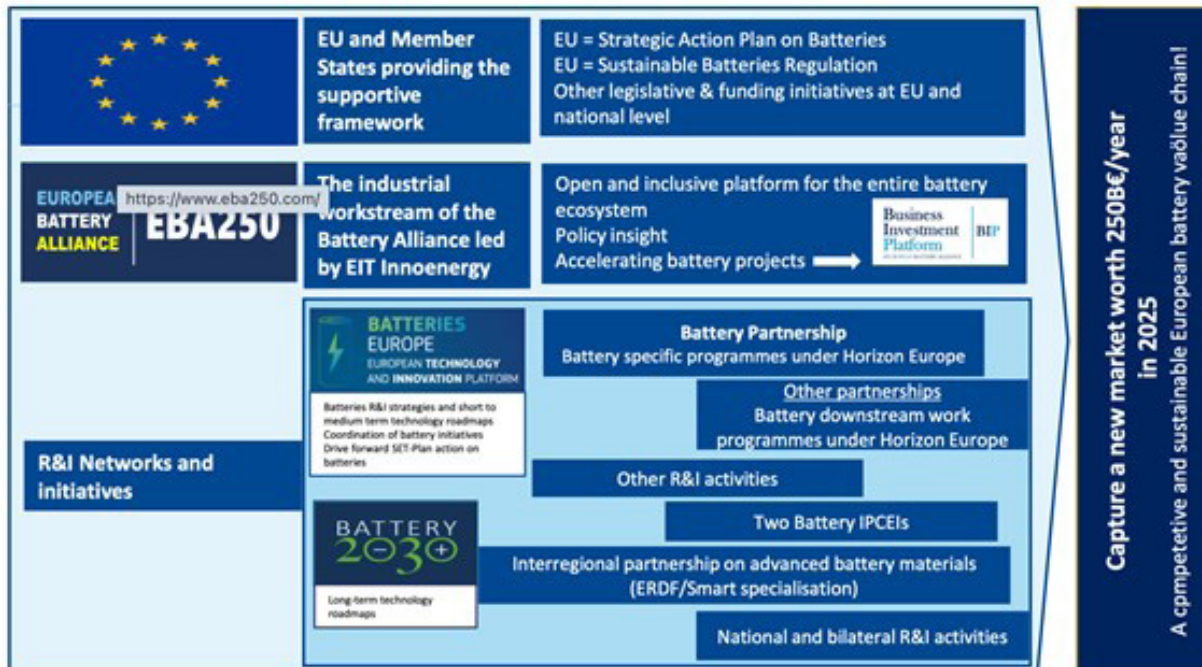 EU and Member
States providing the
supportive
framework
EU = Strategic Action Plan on Batteries
EU = Sustainable Batteries Regulation
Other legislative & funding initiatives at EU and
national level
EUROPEA
BATTERY
ALLIANCE
https://www.eba250.com/
EBA250
The industrial
workstream of the
Battery Alliance led
by EIT Innoenergy
Open and inclusive platform for the entire battery
ecosystem
Policy insight
Accelerating battery projects
Business
Investment
Platform
BIP
R&I Networks and
initiatives
BATTERIES
EUROPE
EUROPEAN TECHNOLOGY
AND INNOVATION PLATFORM
Batteries R&I strategies and short to
medium term technology roadmaps
Coordination of battery initiatives
Drive forward SET-Plan action on
batteries
BATTERY
2030+
Long-term technology
roadmaps
Battery Partnership
Battery specific programmes under Horizon Europe
Other partnerships
Battery downstream work
programmes under Horizon Europe
Other R&I activities
Two Battery IPCEIs
Interregional partnership on advanced battery materials
(ERDF/Smart specialisation)
National and bilateral R&I activities
Capture a new market worth 250B€/year
in 2025
A cpmpetetive and sustainable European battery vaölue chain!